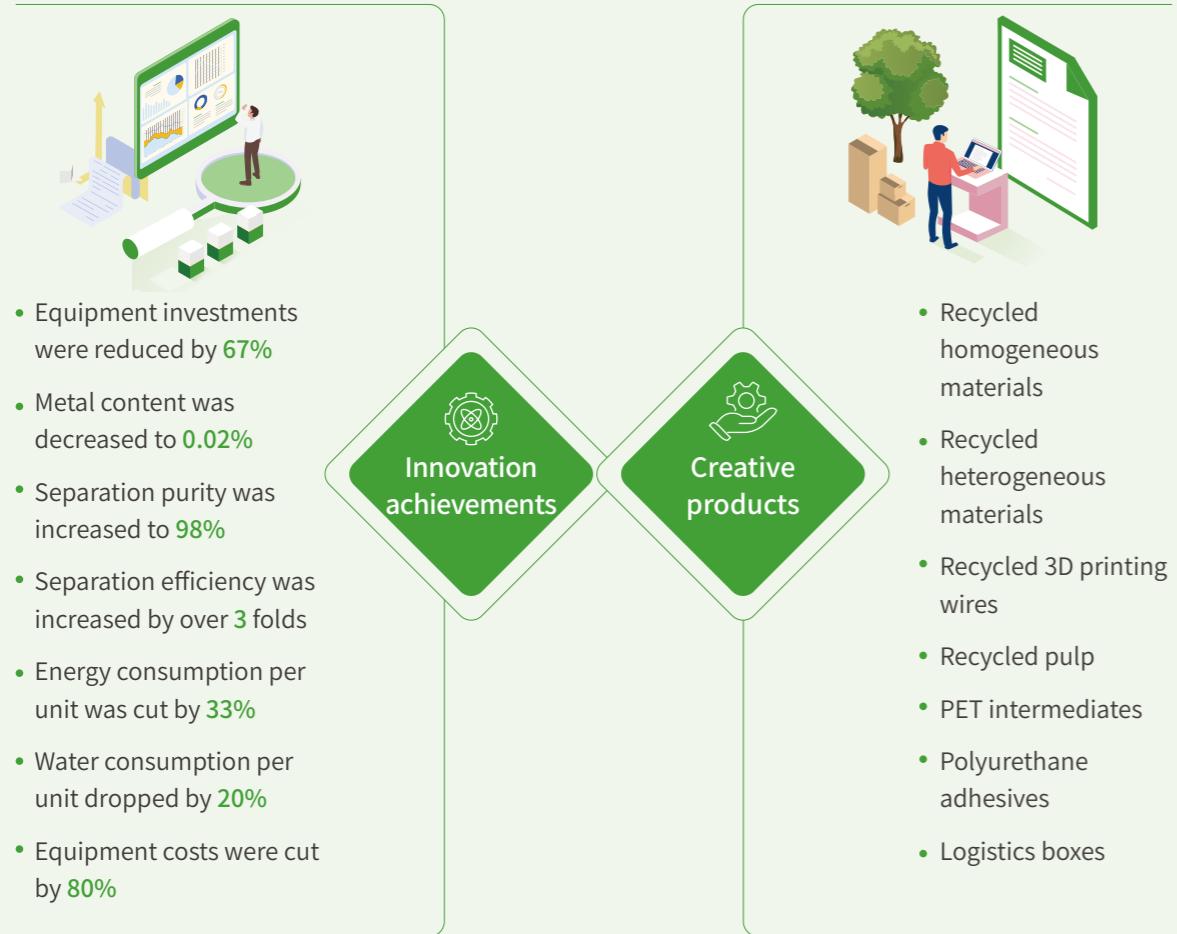 Equipment investments
were reduced by 67%
Metal content was
decreased to 0.02%
Separation purity was
increased to 98%
Separation efficiency was
increased by over 3 folds
Energy consumption per
unit was cut by 33%
Water consumption per
unit dropped by 20%
Equipment costs were cut
by 80%
Innovation
achievements
Creative
products
Recycled
homogeneous
materials
Recycled
heterogeneous
materials
Recycled 3D printing
wires
Recycled pulp
PET intermediates
Polyurethane
adhesives
Logistics boxes